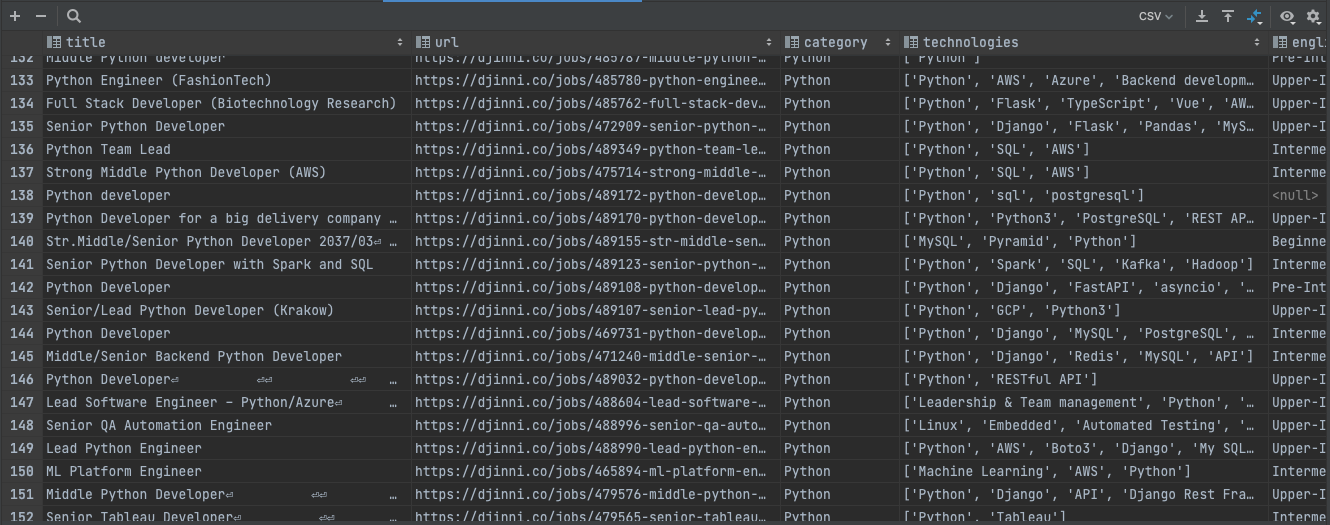 CSV
title url category technologies engli
132 Middle Python developer https://djinni.co/jobs/485787-middle-python-… Python ['Python'] Pre-Int
133 Python Engineer (FashionTech) https://djinni.co/jobs/485780-python-enginee… Python ['Python', 'AWS', 'Azure', 'Backend developm… Upper-I
134 Full Stack Developer (Biotechnology Research) https://djinni.co/jobs/485762-full-stack-dev… Python ['Python', 'Flask', 'TypeScript', 'Vue', 'AW… Upper-I
135 Senior Python Developer https://djinni.co/jobs/472909-senior-python-… Python ['Python', 'Django', 'Flask', 'Pandas', 'MyS… Upper-I
136 Python Team Lead https://djinni.co/jobs/489349-python-team-le… Python ['Python', 'SQL', 'AWS'] Interme
137 Strong Middle Python Developer (AWS) https://djinni.co/jobs/475714-strong-middle-… Python ['Python', 'SQL', 'AWS'] Interme
138 Python developer https://djinni.co/jobs/489172-python-develop… Python ['Python', 'sql', 'postgresql'] <null>
139 Python Developer for a big delivery company … https://djinni.co/jobs/489170-python-develop… Python ['Python', 'Python3', 'PostgreSQL', 'REST AP… Upper-I
140 Str.Middle/Senior Python Developer 2037/03⏎ … https://djinni.co/jobs/489155-str-middle-sen… Python ['MySQL', 'Pyramid', 'Python'] Beginne
141 Senior Python Developer with Spark and SQL https://djinni.co/jobs/489123-senior-python-… Python ['Python', 'Spark', 'SQL', 'Kafka', 'Hadoop'] Interme
142 Python Developer https://djinni.co/jobs/489108-python-develop… Python ['Python', 'Django', 'FastAPI', 'asyncio', '… Pre-Int
143 Senior/Lead Python Developer (Krakow) https://djinni.co/jobs/489107-senior-lead-py… Python ['Python', 'GCP', 'Python3'] Upper-I
144 Python Developer https://djinni.co/jobs/469731-python-develop… Python ['Python', 'Django', 'MySQL', 'PostgreSQL', … Interme
145 Middle/Senior Backend Python Developer https://djinni.co/jobs/471240-middle-senior-… Python ['Python', 'Django', 'Redis', 'MySQL', 'API'] Interme
146 Python Developer⏎ ⏎⏎ ⏎⏎ … https://djinni.co/jobs/489032-python-develop… Python ['Python', 'RESTful API'] Upper-I
147 Lead Software Engineer – Python/Azure⏎ … https://djinni.co/jobs/488604-lead-software-… Python ['Leadership & Team management', 'Python', '… Upper-I
148 Senior QA Automation Engineer https://djinni.co/jobs/488996-senior-qa-auto… Python ['Linux', 'Embedded', 'Automated Testing', '… Upper-I
149 Lead Python Engineer https://djinni.co/jobs/488990-lead-python-en… Python ['Python', 'AWS', 'Boto3', 'Django', 'My SQL… Upper-I
150 ML Platform Engineer https://djinni.co/jobs/465894-ml-platform-en… Python ['Machine Learning', 'AWS', 'Python'] Interme
151 Middle Python Developer⏎ ⏎⏎ … https://djinni.co/jobs/479576-middle-python-… Python ['Python', 'Django', 'API', 'Django Rest Fra… Upper-I
152 Senior Tableau Developer⏎ ⏎⏎ … https://djinni.co/jobs/479565-senior-tableau… Python ['Python', 'Tableau'] Upper-I